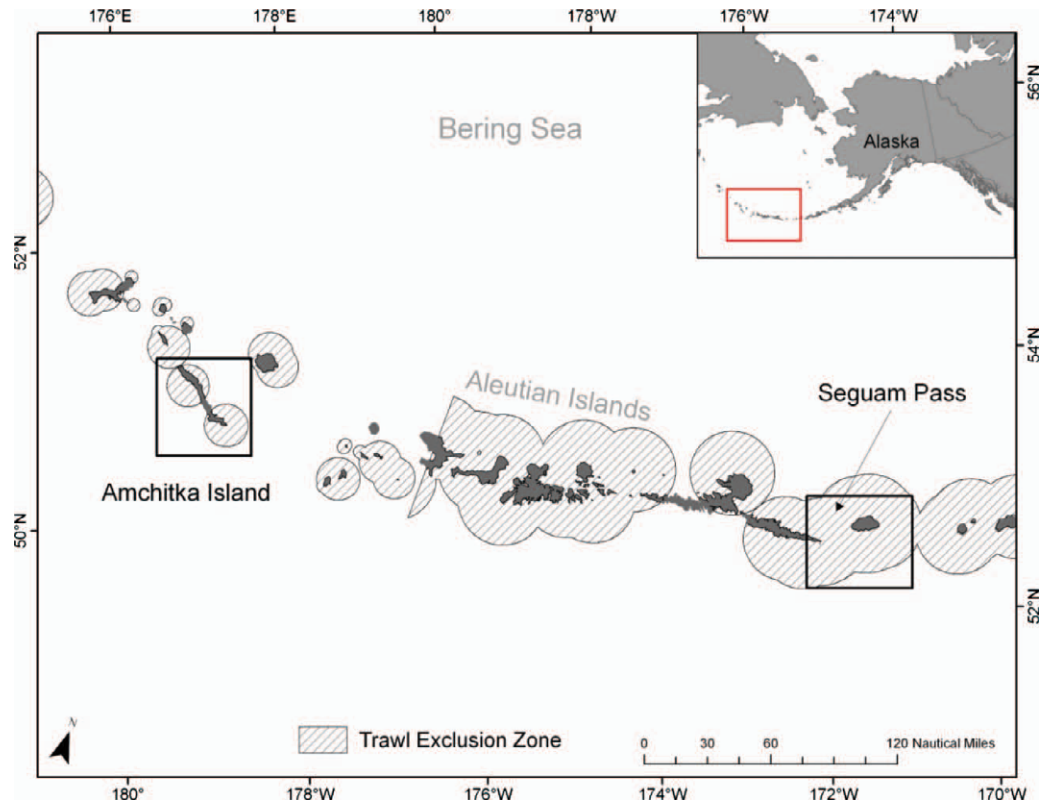 176°E 178°E 180° 178°W 176°W 174°W
56°N
Alaska
Bering Sea
52°N
54°N
Aleutian Islands
Seguam Pass
Amchitka Island
50°N
52°N
N
Trawl Exclusion Zone
0 30 60 120 Nautical Miles
180° 178°W 176°W 174°W 172°W 170°W